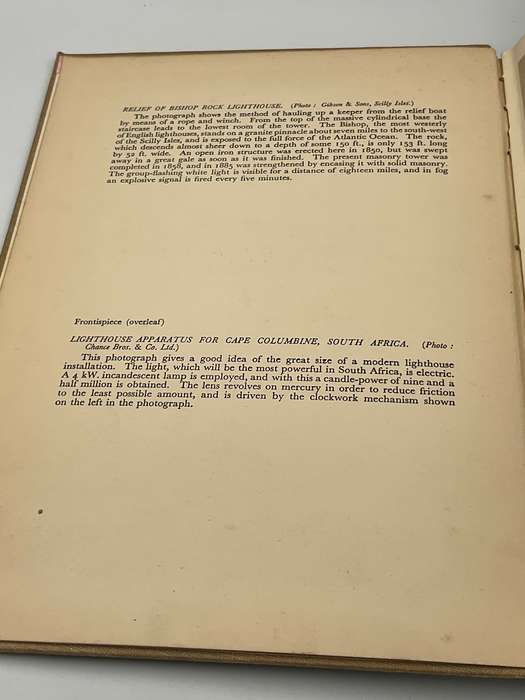 RELIEF OF BISHOP ROCK LIGHTHOUSE. (Photo: Gibson & Sons, Scilly Isles.)
The photograph shows the method of hauling up a keeper from the relief boat
by means of a rope and winch. From the top of the massive cylindrical base the
staircase leads to the lowest room of the tower. The Bishop, the most westerly
of English lighthouses, stands on a granite pinnacle about seven miles to the south-west
of the Scilly Isles, and is exposed to the full force of the Atlantic Ocean. The rock,
which descends almost sheer down to a depth of some 150 ft., is only 153 ft. long
by 52 ft. wide. An open iron structure was erected here in 1850, but was swept
away in a great gale as soon as it was finished. The present masonry tower was
completed in 1858, and in 1885 was strengthened by encasing it with solid masonry.
The group-flashing white light is visible for a distance of eighteen miles, and in fog
an explosive signal is fired every five minutes.
Frontispiece (overleaf)
LIGHTHOUSE APPARATUS FOR CAPE COLUMBINE, SOUTH AFRICA. (Photo:
Chance Bros. & Co. Ltd.)
This photograph gives a good idea of the great size of a modern lighthouse
installation. The light, which will be the most powerful in South Africa, is electric.
A 4 kW. incandescent lamp is employed, and with this a candle-power of nine and a
half million is obtained. The lens revolves on mercury in order to reduce friction
to the least possible amount, and is driven by the clockwork mechanism shown
on the left in the photograph.